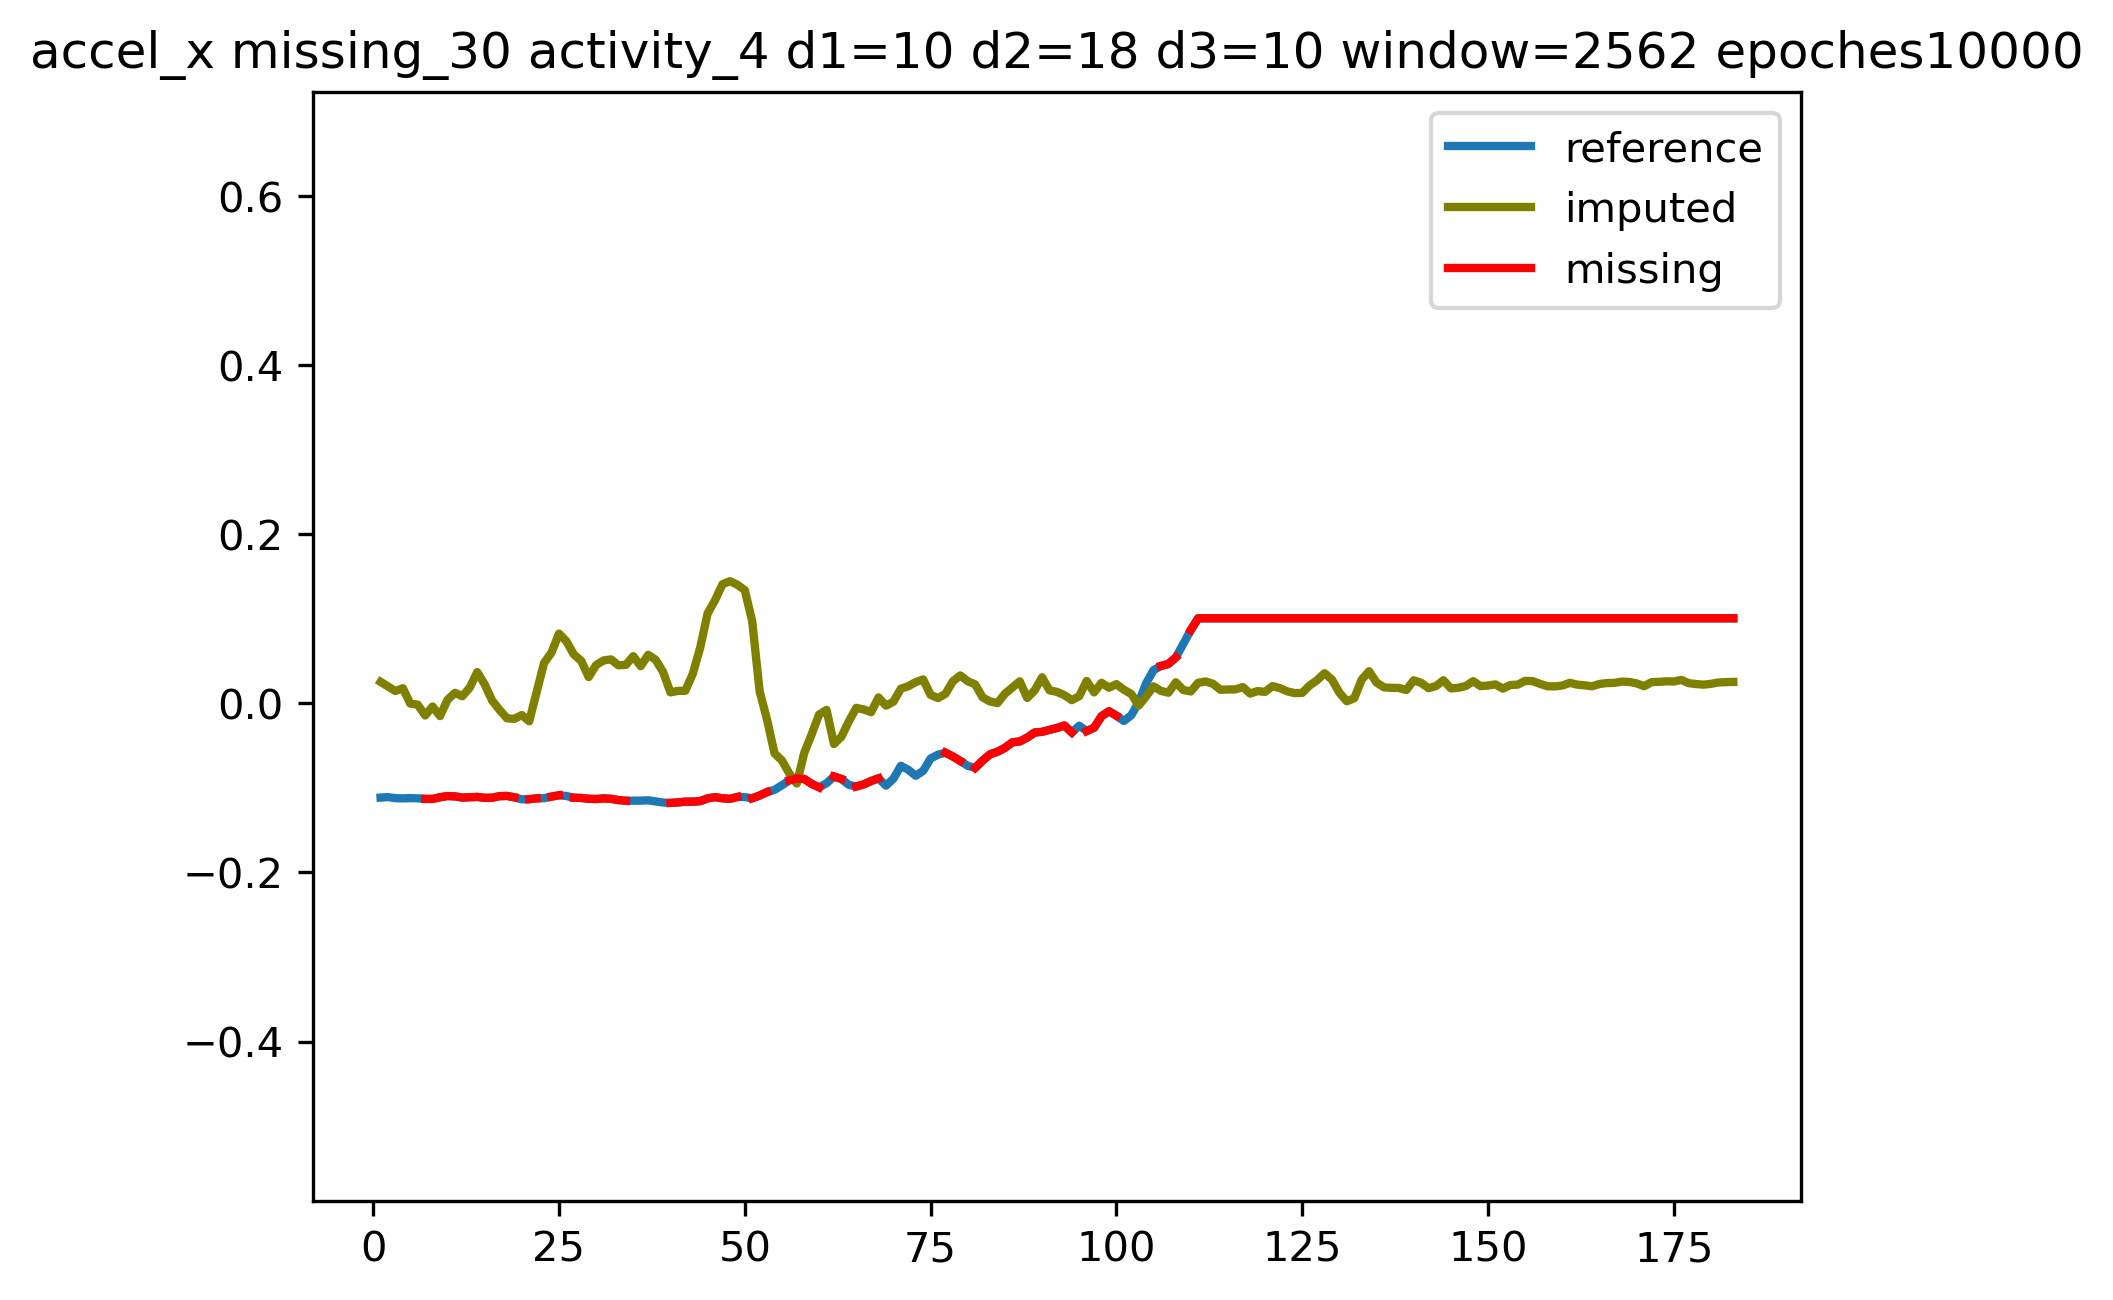 accel_x missing_30 activity_4 d1=10 d2=18 d3=10 window=2562 epoches10000
reference
imputed
missing
0.6
0.4
0.2
0.0
−0.2
−0.4
0 25 50 75 100 125 150 175